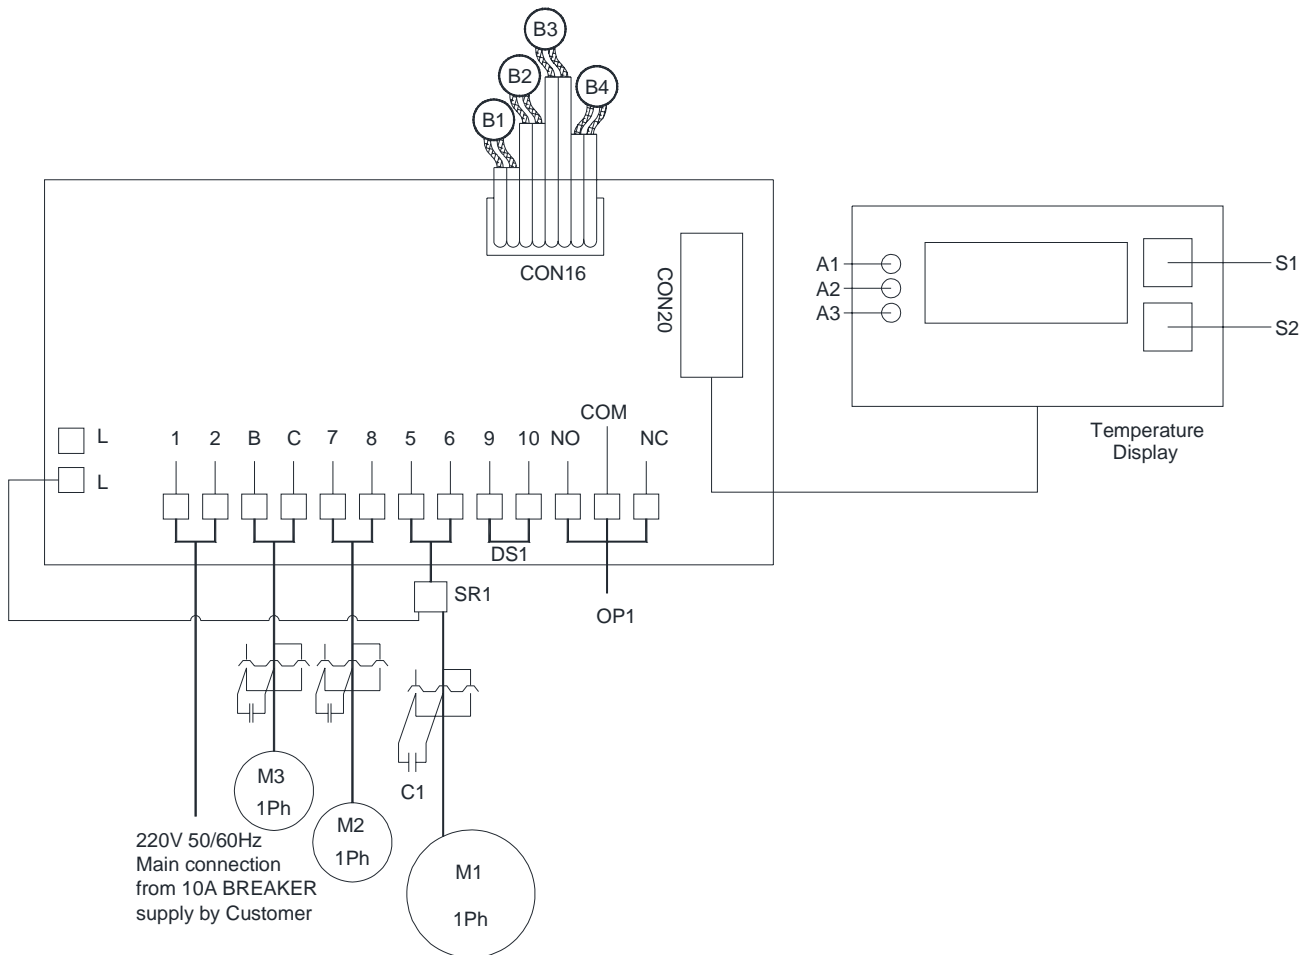 B3
B2
B4
B1
CON16
CON20
A1
A2
A3
S1
S2
Temperature
Display
COM
L
1 2 B C 7 8 5 6 9 10 NO NC
L
DS1
SR1
OP1
M3
1Ph
C1
M2
1Ph
M1
1Ph
220V 50/60Hz
Main connection
from 10A BREAKER
supply by Customer